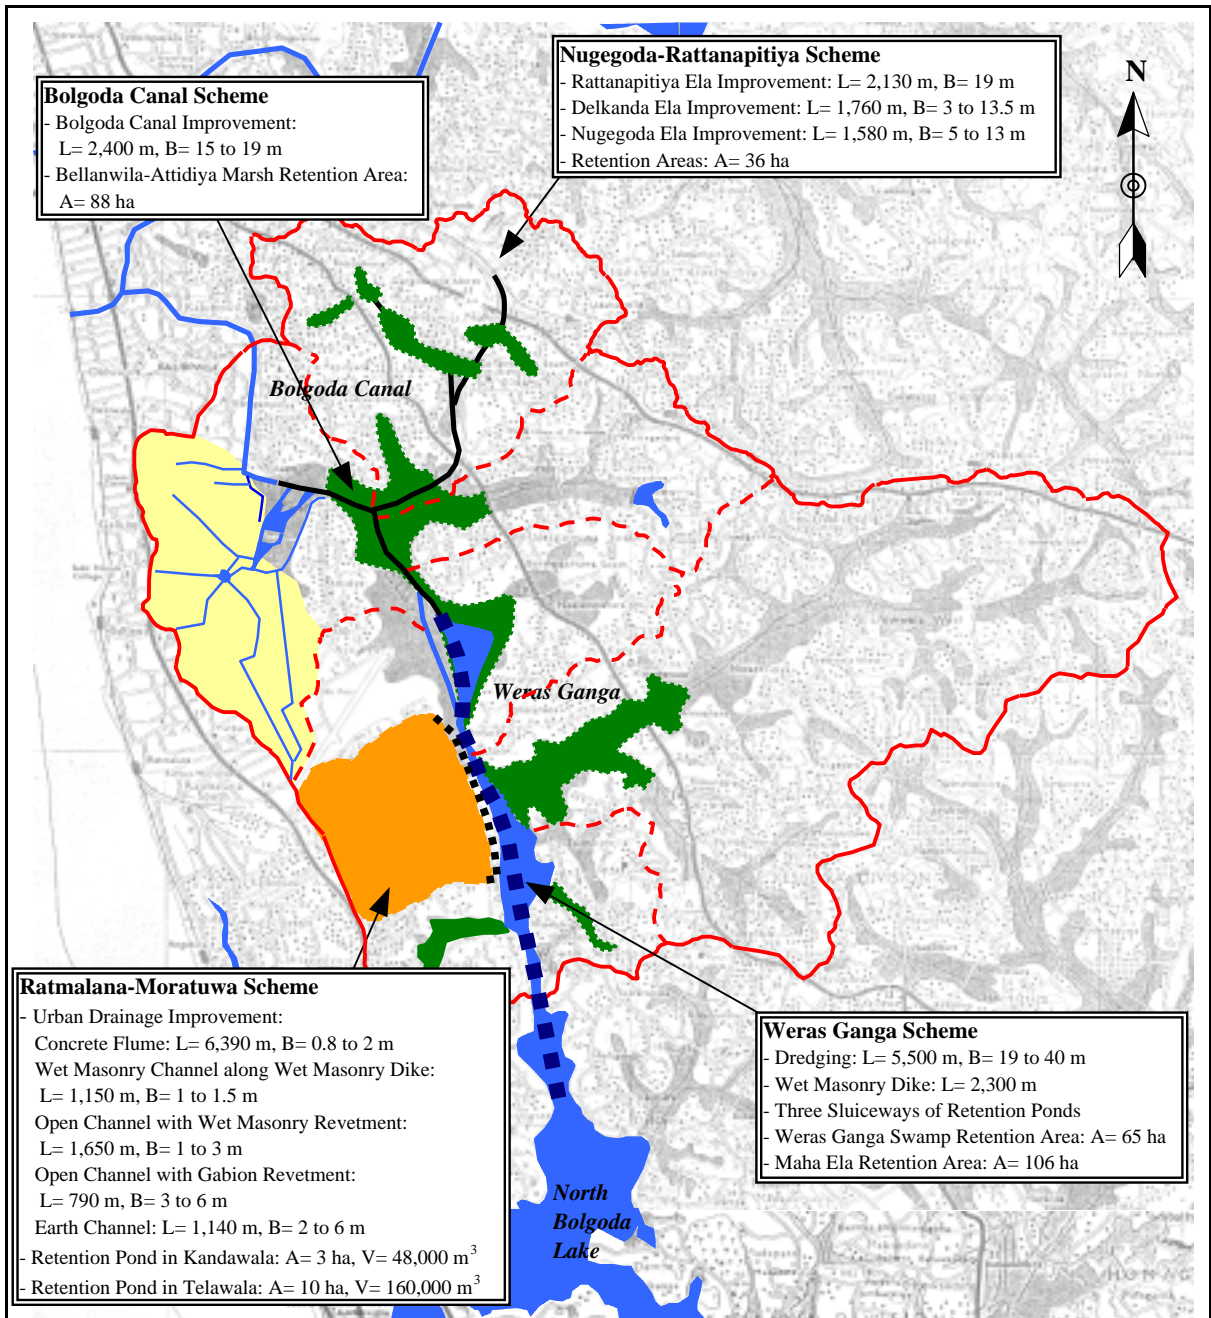 Nugegoda-Rattanapitiya Scheme
- Rattanapitiya Ela Improvement: L= 2,130 m, B= 19 m
- Delkanda Ela Improvement: L= 1,760 m, B= 3 to 13.5 m
- Nugegoda Ela Improvement: L= 1,580 m, B= 5 to 13 m
- Retention Areas: A= 36 ha
N
Bolgoda Canal Scheme
- Bolgoda Canal Improvement:
L= 2,400 m, B= 15 to 19 m
- Bellanwila-Attidiya Marsh Retention Area:
A= 88 ha
Bolgoda Canal
Weras Ganga
Ratmalana-Moratuwa Scheme
- Urban Drainage Improvement:
Concrete Flume: L= 6,390 m, B= 0.8 to 2 m
Wet Masonry Channel along Wet Masonry Dike:
L= 1,150 m, B= 1 to 1.5 m
Open Channel with Wet Masonry Revetment:
L= 1,650 m, B= 1 to 3 m
Open Channel with Gabion Revetment:
L= 790 m, B= 3 to 6 m
Earth Channel: L= 1,140 m, B= 2 to 6 m
- Retention Pond in Kandawala: A= 3 ha, V= 48,000 m³
- Retention Pond in Telawala: A= 10 ha, V= 160,000 m³
Weras Ganga Scheme
- Dredging: L= 5,500 m, B= 19 to 40 m
- Wet Masonry Dike: L= 2,300 m
- Three Sluiceways of Retention Ponds
- Weras Ganga Swamp Retention Area: A= 65 ha
- Maha Ela Retention Area: A= 106 ha
North
Bolgoda
Lake